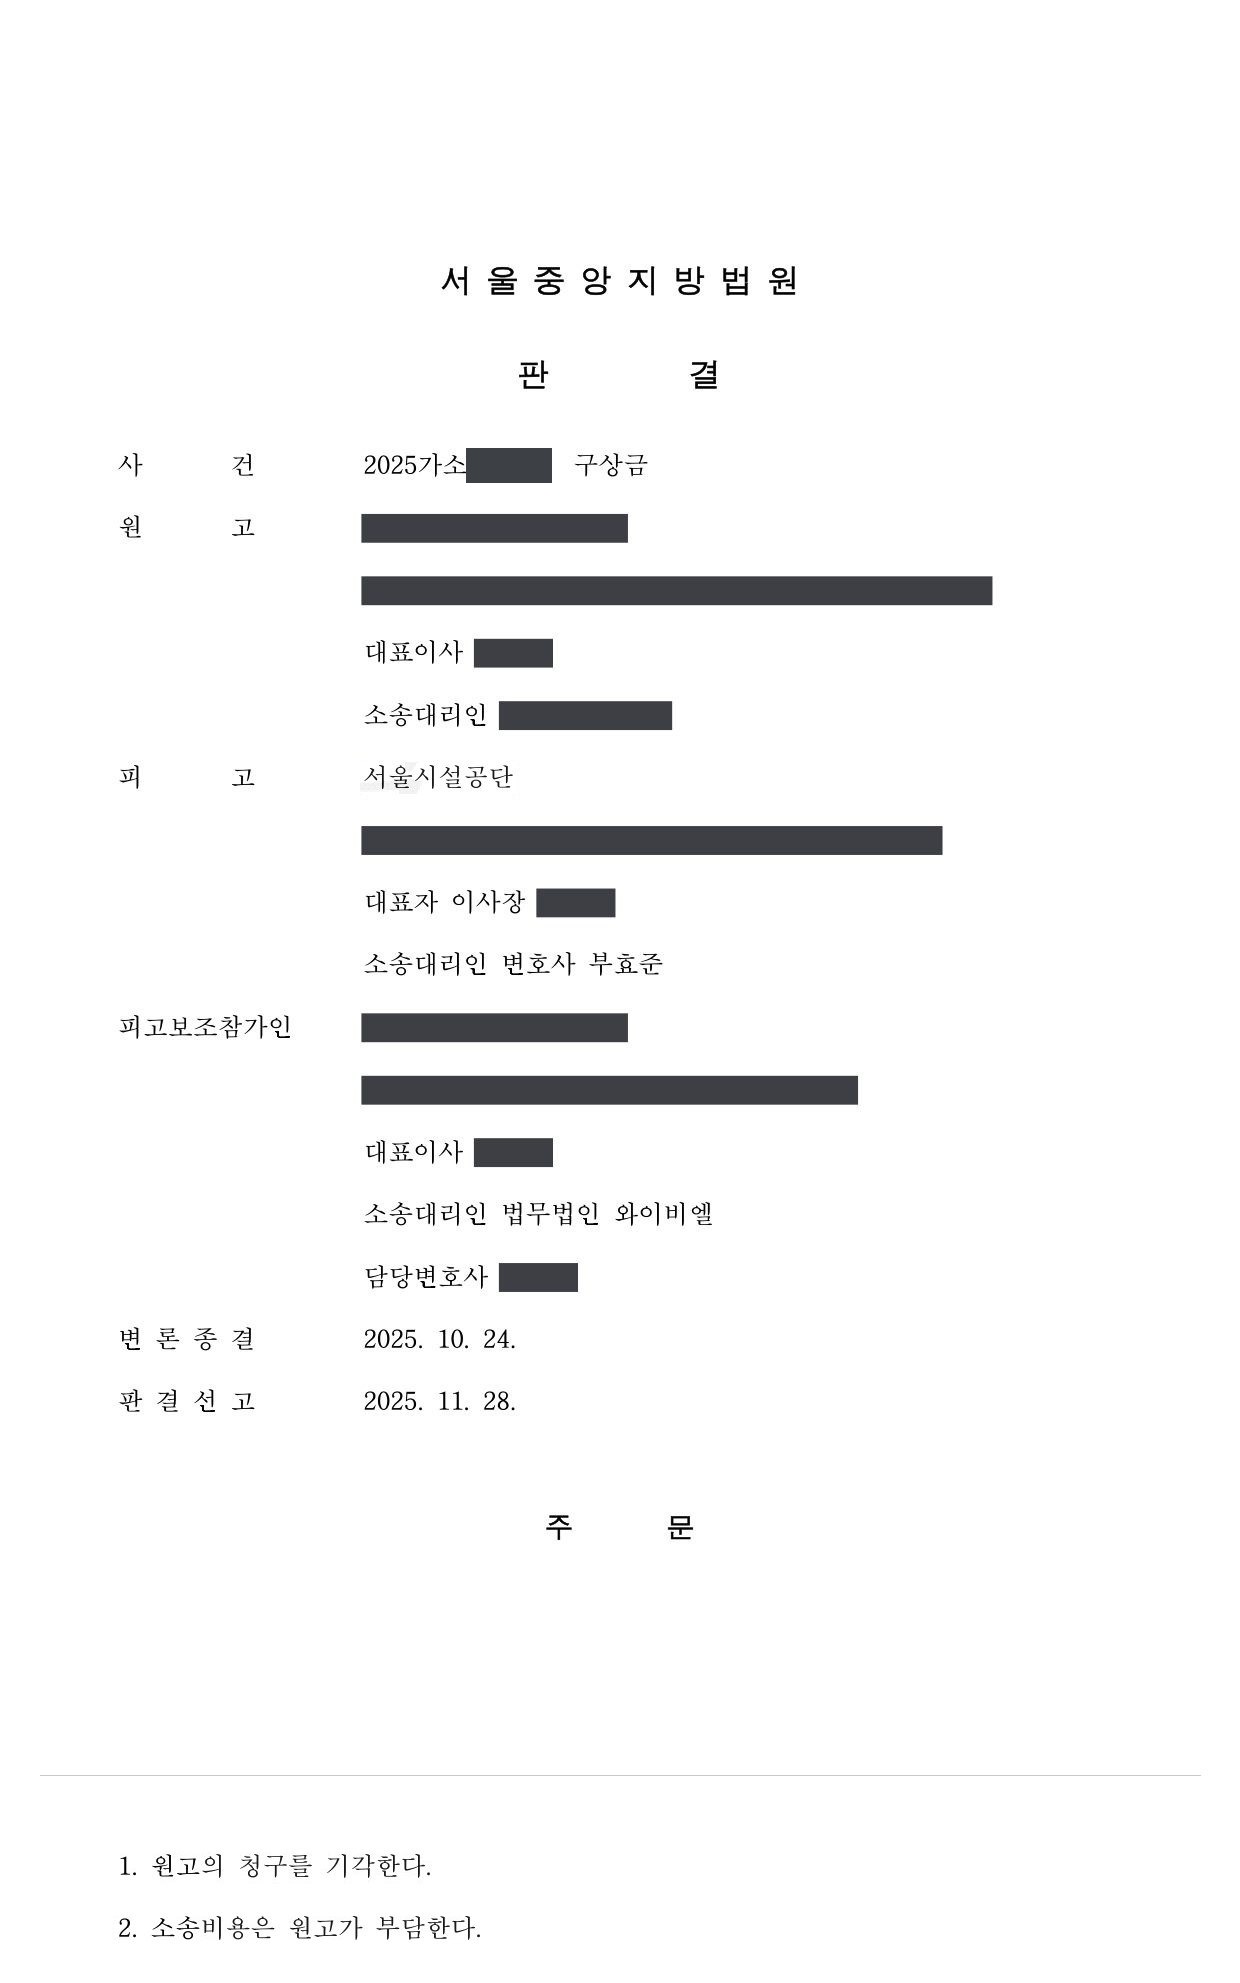 서울중앙지방법원
판 결
사 건 2025가소 구상금
원 고
대표이사
소송대리인
피 고 서울시설공단
대표자 이사장
소송대리인 변호사 부효준
피고보조참가인
대표이사
소송대리인 법무법인 와이비엘
담당변호사
변 론 종 결 2025. 10. 24.
판 결 선 고 2025. 11. 28.
주 문
1. 원고의 청구를 기각한다.
2. 소송비용은 원고가 부담한다.